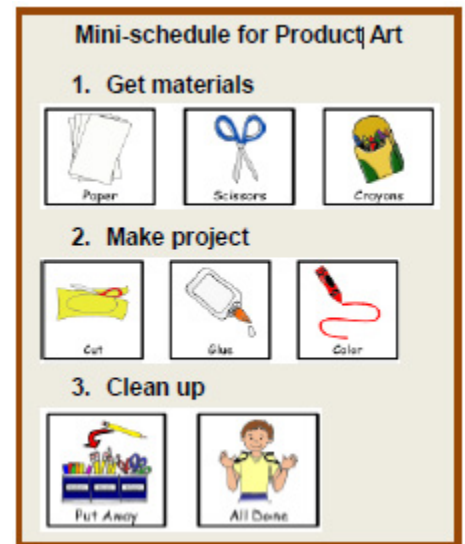 Mini-schedule for Product Art
1. Get materials
Paper Scissors Crayons
2. Make project
Cut Glue Color
3. Clean up
Put Away All Done